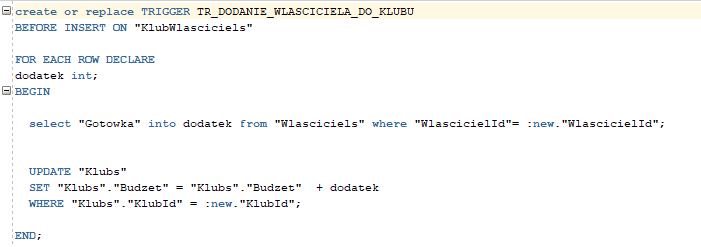 create or replace TRIGGER TR_DODANIE_WLASCICIELA_DO_KLUBU
BEFORE INSERT ON "KlubWlasciciels"
FOR EACH ROW DECLARE
dodatek int;
BEGIN
select "Gotowka" into dodatek from "Wlasciciels" where "WlascicielId"= :new."WlascicielId";
UPDATE "Klubs"
SET "Klubs"."Budzet" = "Klubs"."Budzet"  + dodatek
WHERE "Klubs"."KlubId" = :new."KlubId";
END;